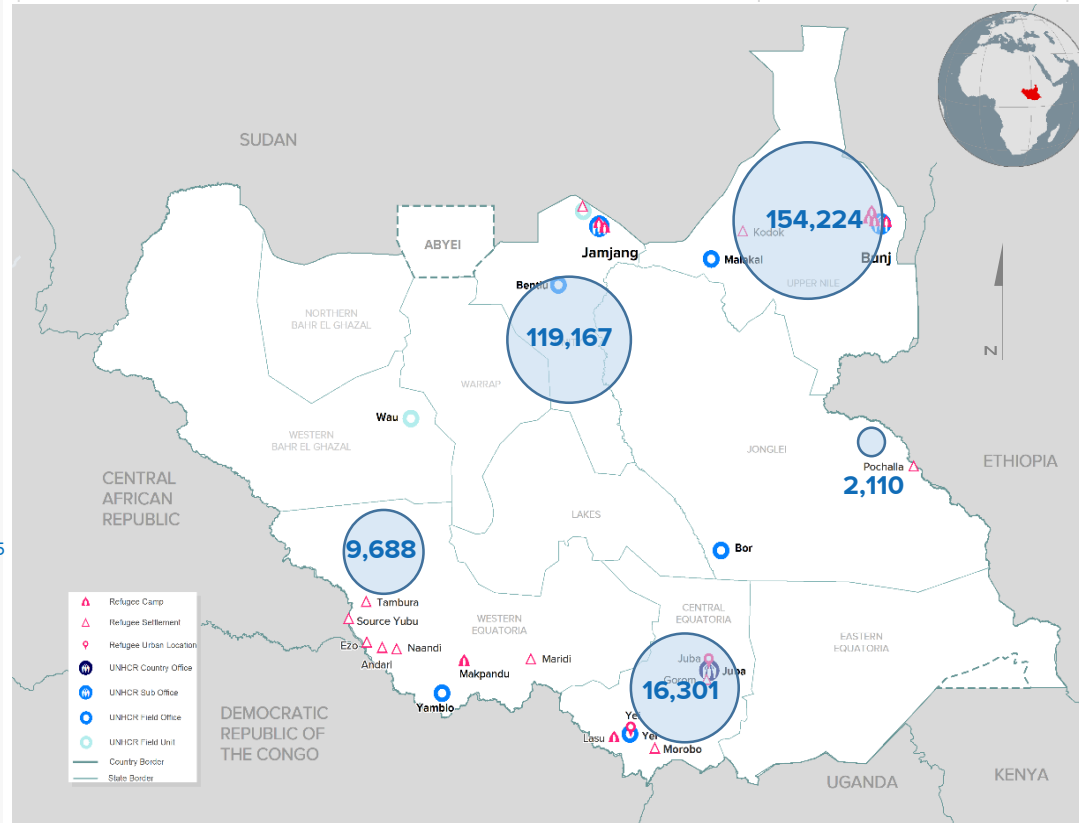 SUDAN
ABYEI
Jamjang
154,224
Kodok
Bunj
Malakal
UPPER NILE
Bentiu
NORTHERN
BAHR EL GHAZAL
119,167
WARRAP
Wau
WESTERN
BAHR EL GHAZAL
JONGLEI
Pochalla
2,110
ETHIOPIA
N
CENTRAL
AFRICAN
REPUBLIC
LAKES
9,688
Bor
Tambura
Source Yubu
Ezo
Andari
Naandi
WESTERN
EQUATORIA
Makpandu
Maridi
Yambio
CENTRAL
EQUATORIA
EASTERN
EQUATORIA
Juba
Juba
Gorom
16,301
Yei
Lasu
Morobo
DEMOCRATIC
REPUBLIC OF
THE CONGO
UGANDA
KENYA
Refugee Camp
Refugee Settlement
Refugee Urban Location
UNHCR Country Office
UNHCR Sub Office
UNHCR Field Office
UNHCR Field Unit
Country Border
State Border